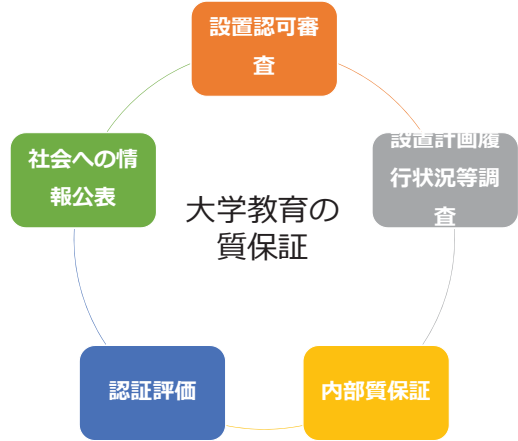 設置認可審
査
設置計画履
行状況等調
査
内部質保証
認証評価
社会への情
報公表
大学教育の
質保証